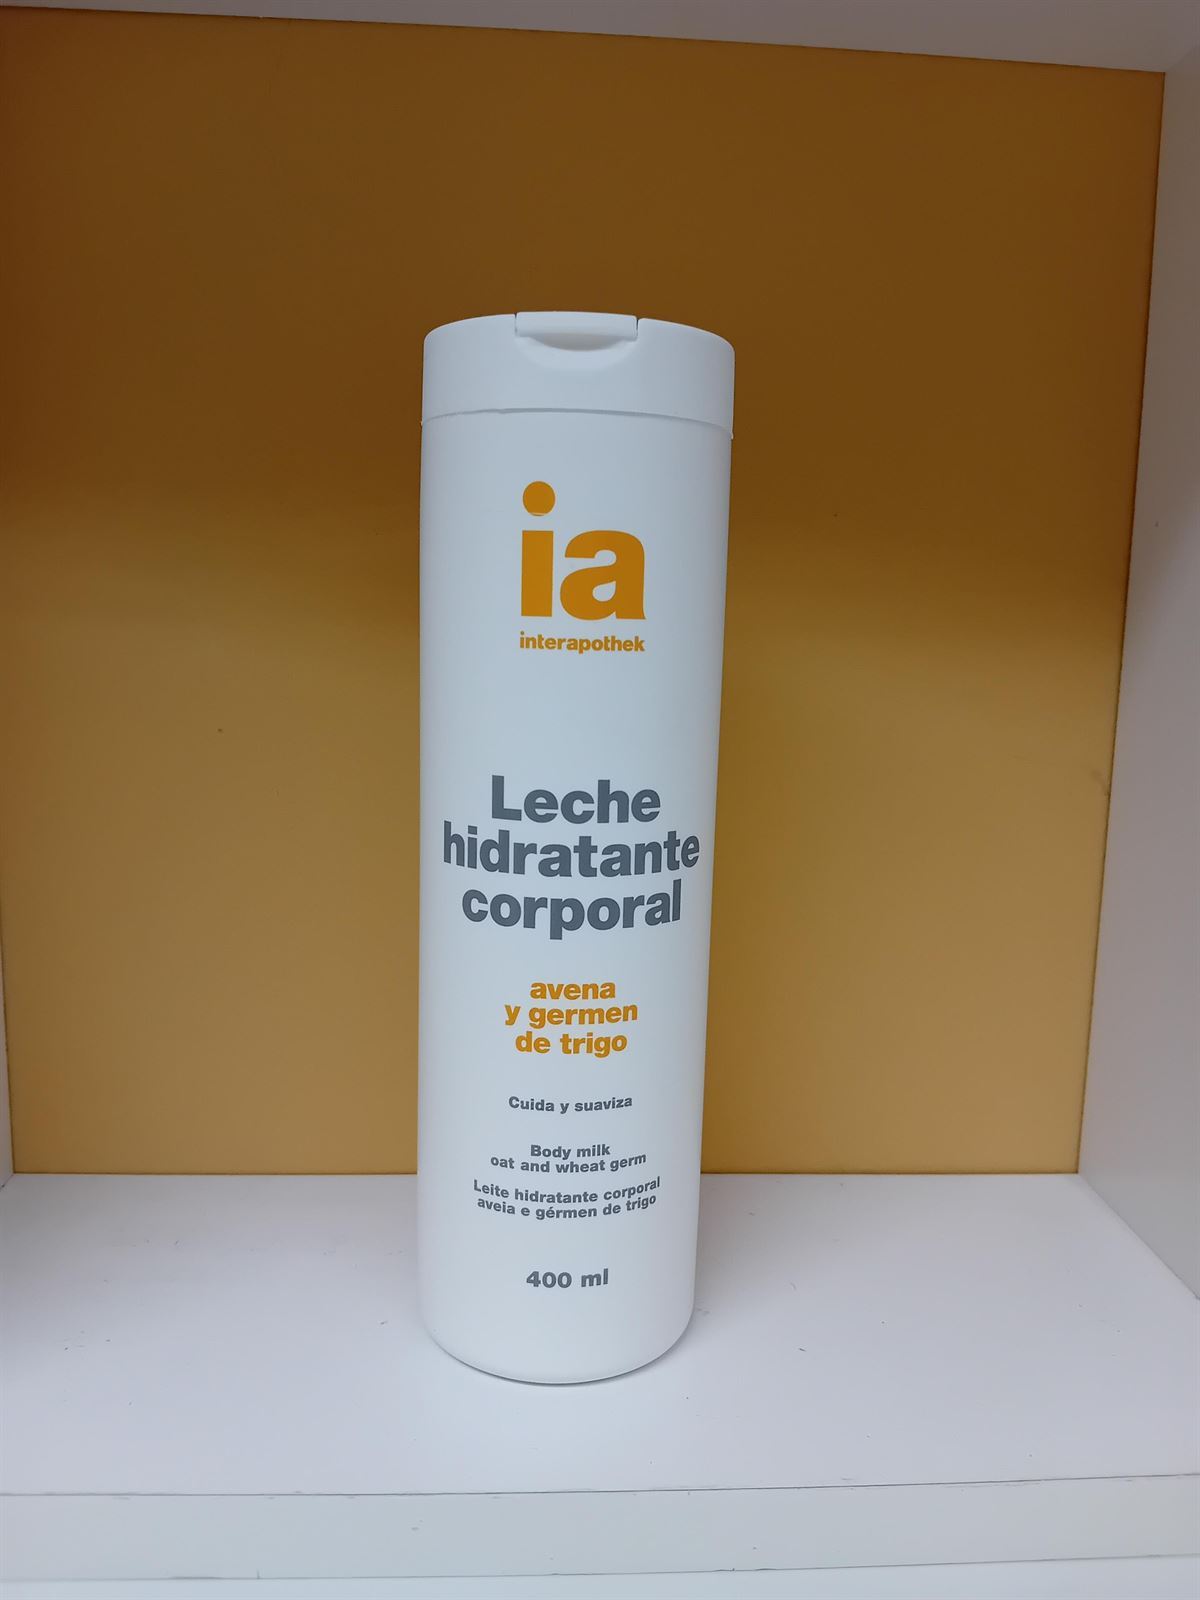 ia
interapothek
Leche
hidratante
corporal
avena
y germen
de trigo
Cuida y suaviza
Body milk
oat and wheat germ
Leite hidratante corporal
aveia e gérmen de trigo
400 ml